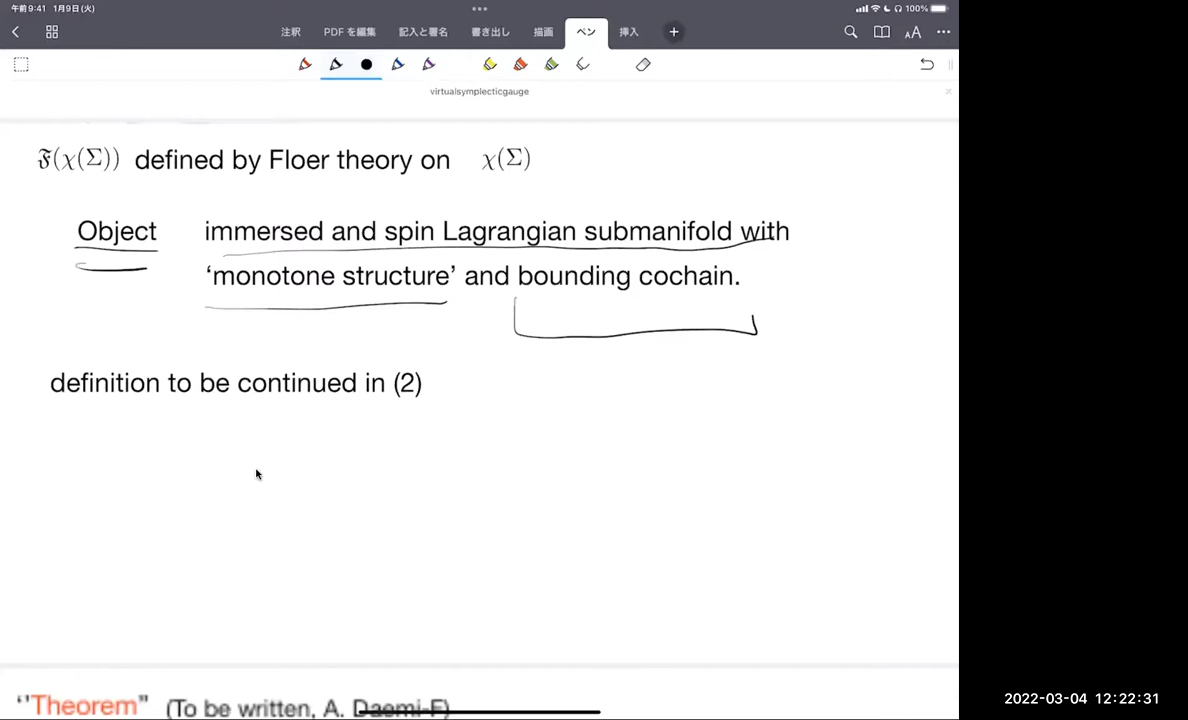 午前9:41 1月9日(火) 100%
注釈 PDF を編集 記入と署名 書き出し 描画 ペン 挿入 + AA
virtualsymplecticgauge
𝔉(χ(Σ)) defined by Floer theory on χ(Σ)
Object immersed and spin Lagrangian submanifold with
‘monotone structure’ and bounding cochain.
definition to be continued in (2)
‘'Theorem" (To be written, A. Daemi-F)
2022-03-04 12:22:31